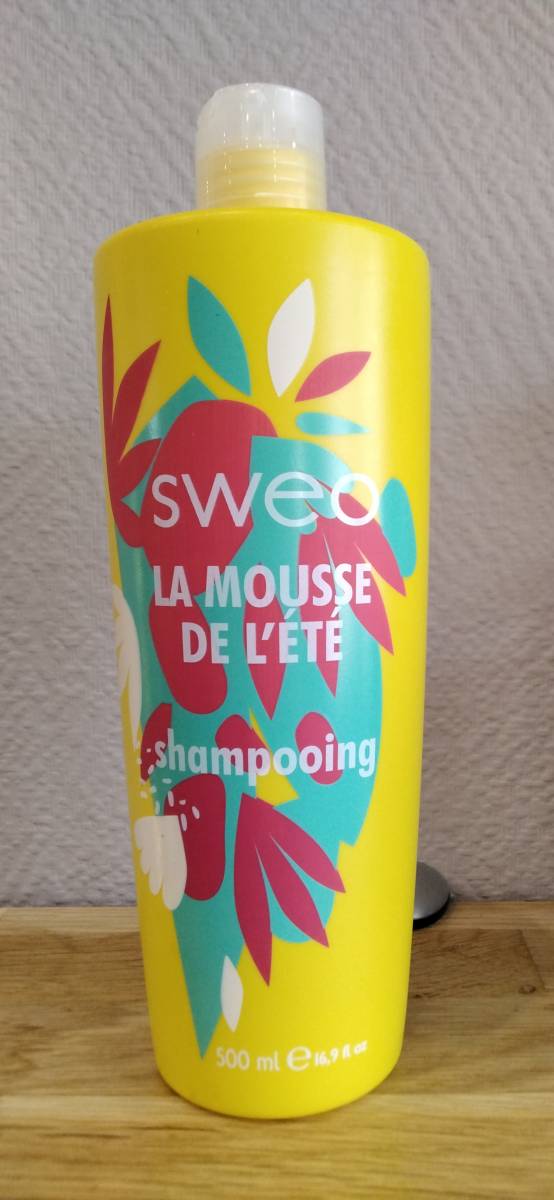 sweo
LA MOUSSE
DE L'ÉTÉ
shampooing
500 ml ℮ 16,9 fl oz